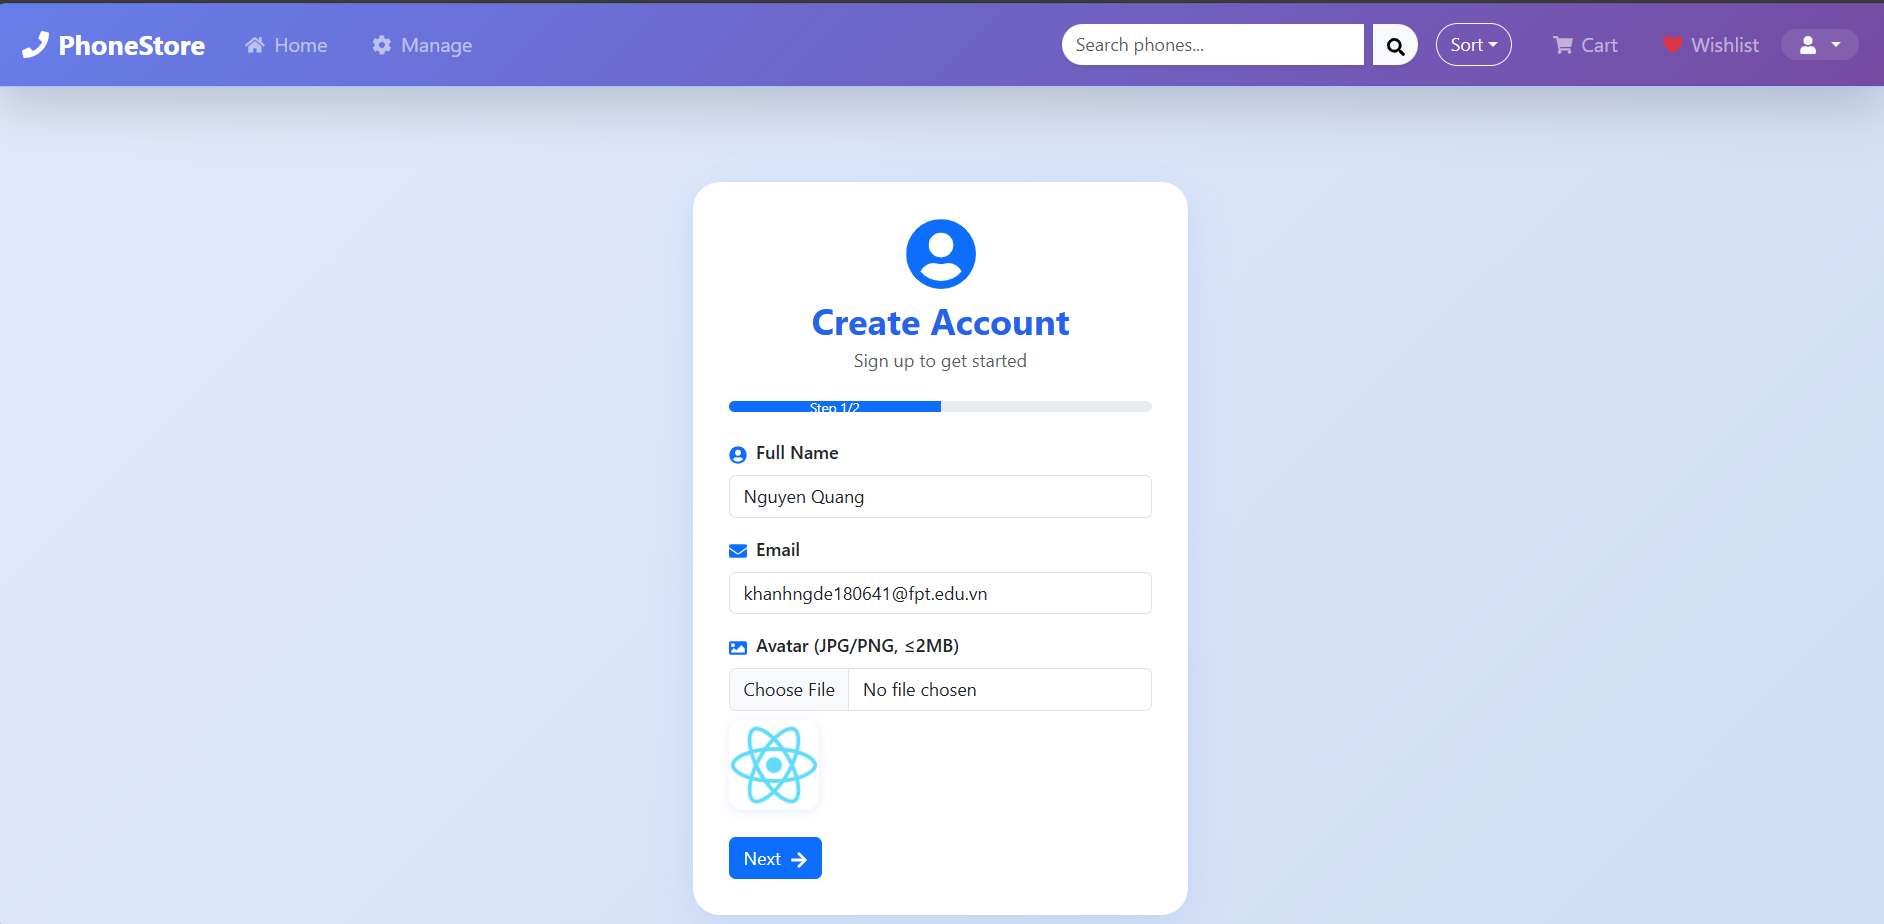 PhoneStore Home Manage Search phones... Sort Cart Wishlist
Create Account
Sign up to get started
Step 1/2
Full Name
Nguyen Quang
Email
khanhngde180641@fpt.edu.vn
Avatar (JPG/PNG, ≤2MB)
Choose File No file chosen
Next